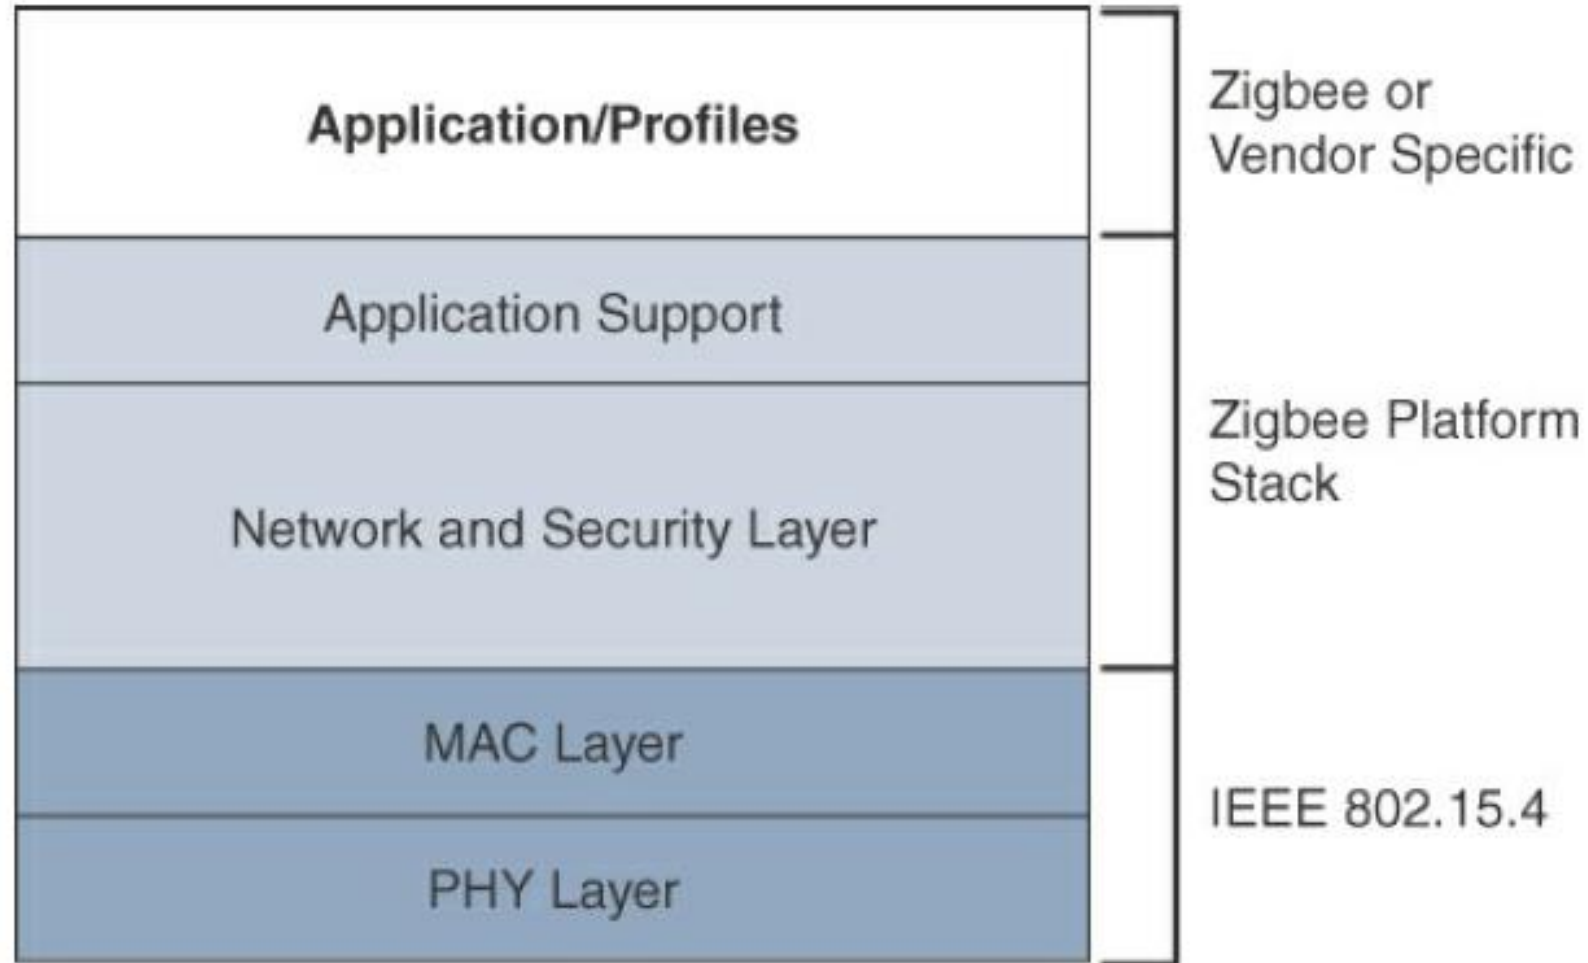 Application/Profiles
Zigbee or
Vendor Specific
Application Support
Network and Security Layer
Zigbee Platform
Stack
MAC Layer
PHY Layer
IEEE 802.15.4